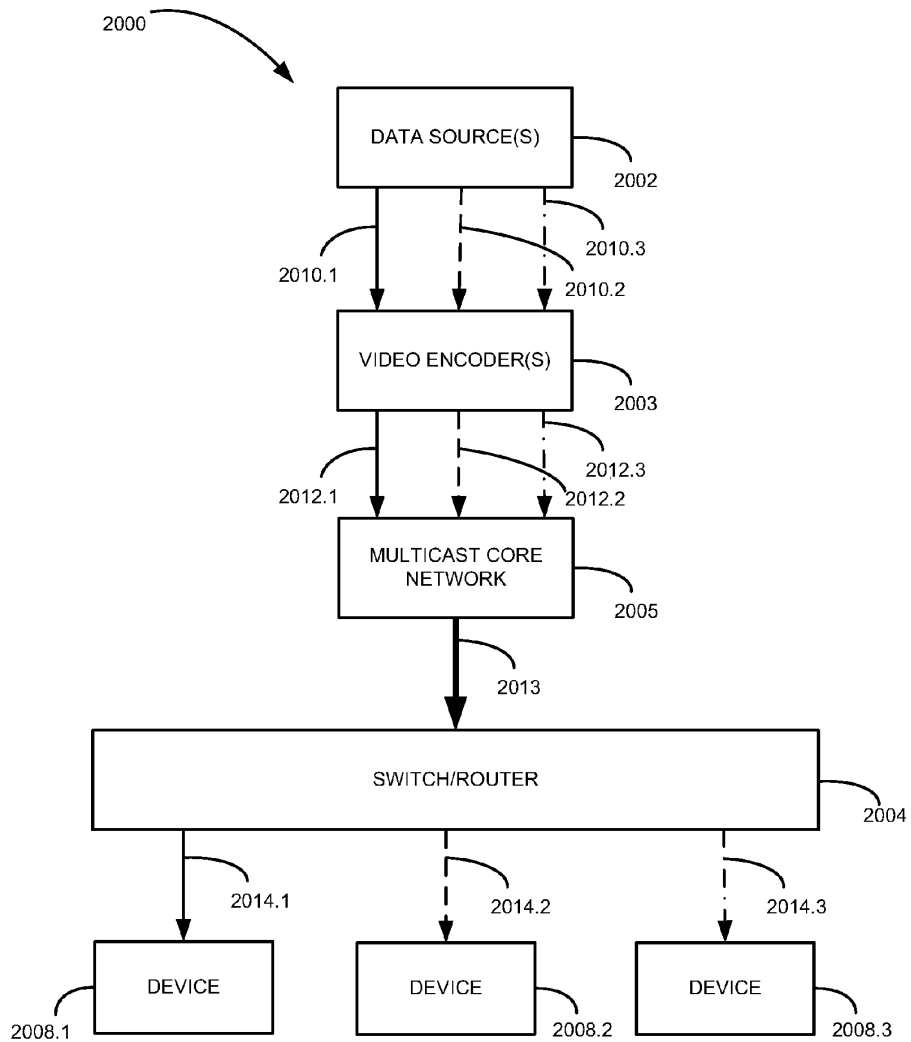 2000
DATA SOURCE(S)
2002
2010.1
2010.2
2010.3
VIDEO ENCODER(S)
2003
2012.1
2012.2
2012.3
MULTICAST CORE
NETWORK
2005
2013
SWITCH/ROUTER
2004
2014.1
2014.2
2014.3
DEVICE
DEVICE
DEVICE
2008.1
2008.2
2008.3